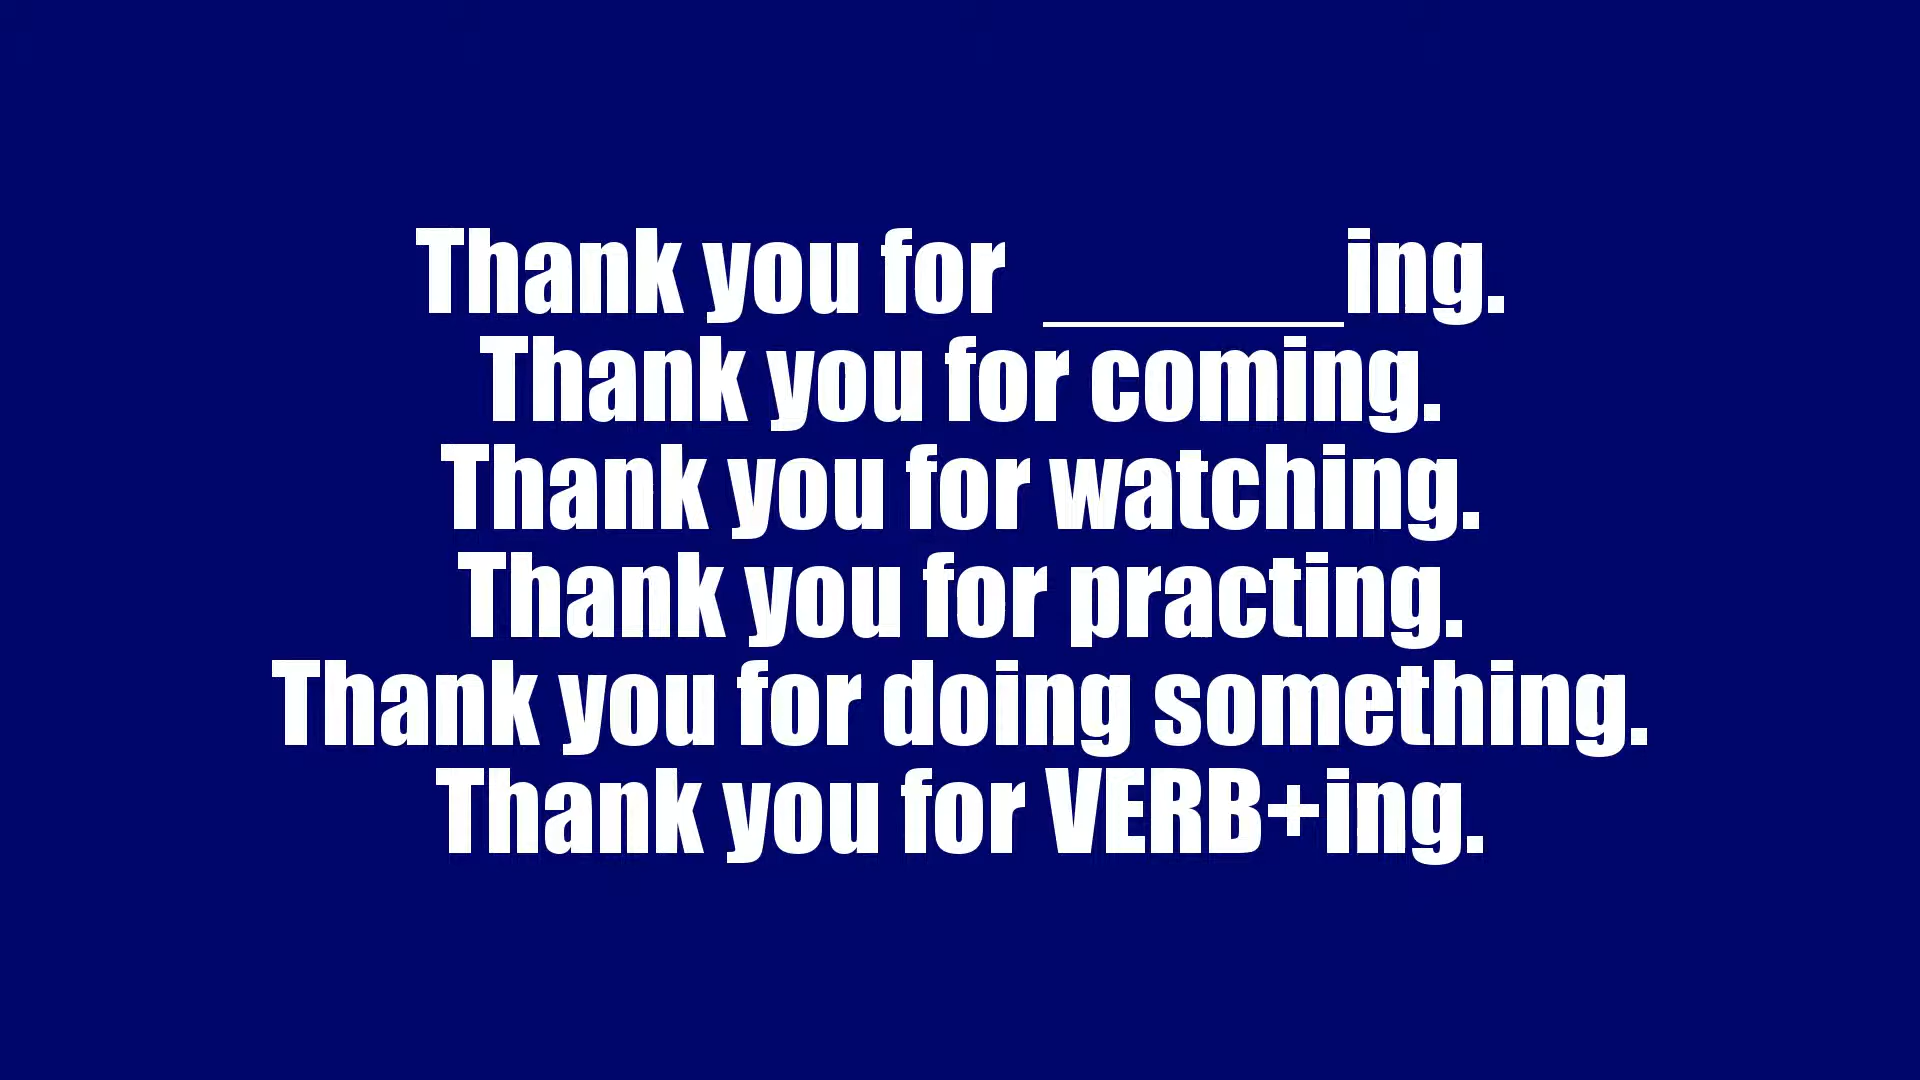 Thank you for ______ing.
Thank you for coming.
Thank you for watching.
Thank you for practing.
Thank you for doing something.
Thank you for VERB+ing.